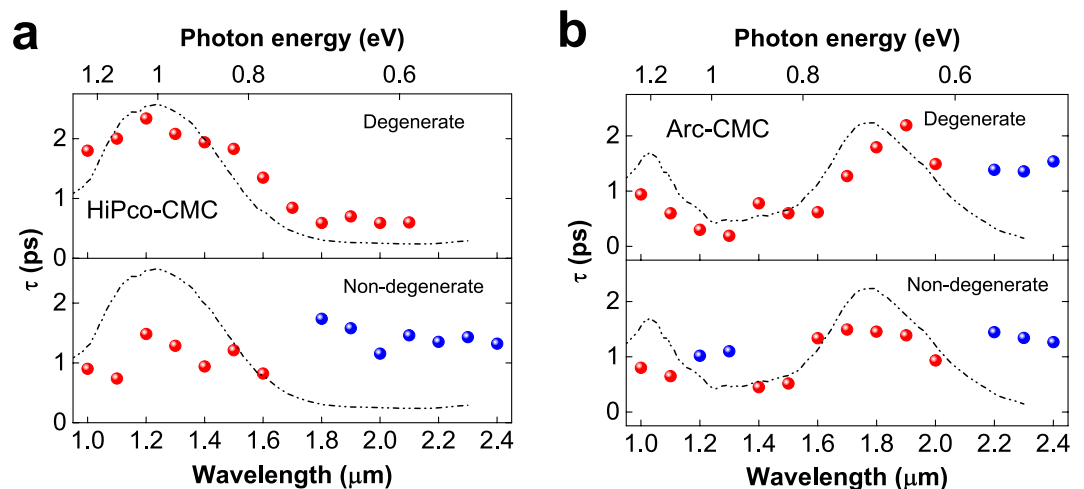 a
Photon energy (eV)
1.2 1 0.8 0.6
Degenerate
HiPco-CMC
2
1
0
Non-degenerate
2
1
0
τ (ps)
1.0 1.2 1.4 1.6 1.8 2.0 2.2 2.4
Wavelength (μm)
b
Photon energy (eV)
1.2 1 0.8 0.6
Arc-CMC
Degenerate
2
1
0
Non-degenerate
2
1
0
τ (ps)
1.0 1.2 1.4 1.6 1.8 2.0 2.2 2.4
Wavelength (μm)